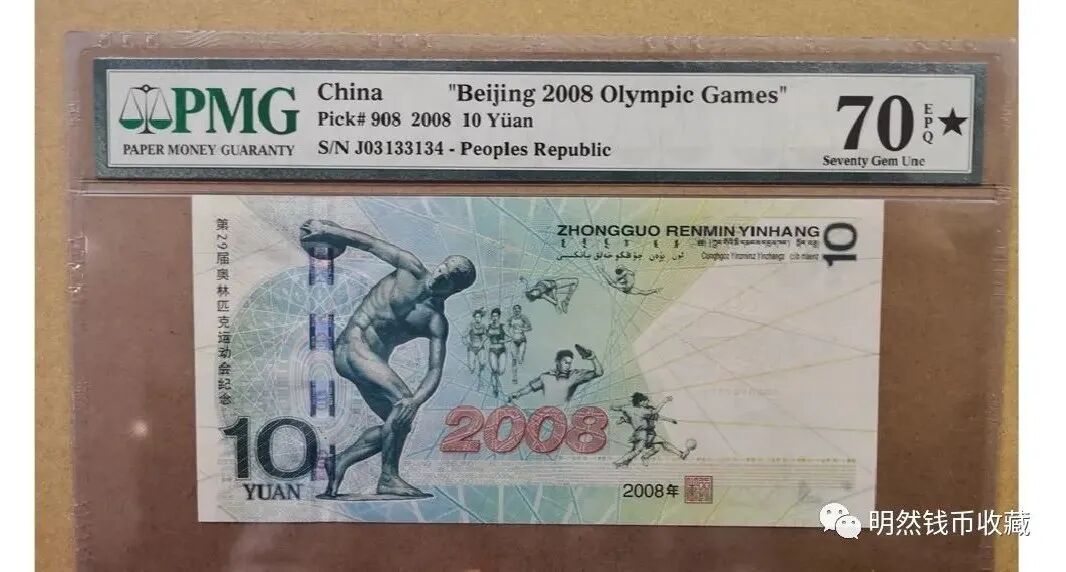 PMG
PAPER MONEY GUARANTY
China "Beijing 2008 Olympic Games"
Pick# 908 2008 10 Yüan
S/N J03133134 - Peoples Republic
70 EPQ ★
Seventy Gem Unc
第29届奥林匹克运动会纪念
ZHONGGUO RENMIN YINHANG
10
2008
10
YUAN
2008年
明然钱币收藏